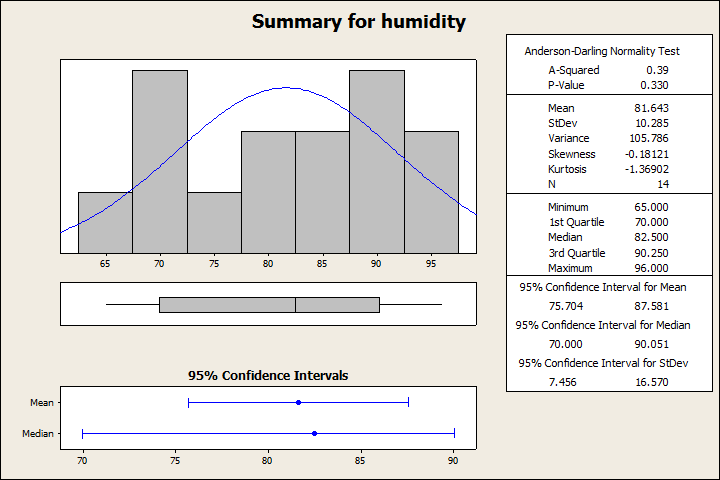 Summary for humidity
65 70 75 80 85 90 95
95% Confidence Intervals
Mean
Median
70 75 80 85 90
Anderson-Darling Normality Test
A-Squared 0.39
P-Value 0.330
Mean 81.643
StDev 10.285
Variance 105.786
Skewness -0.18121
Kurtosis -1.36902
N 14
Minimum 65.000
1st Quartile 70.000
Median 82.500
3rd Quartile 90.250
Maximum 96.000
95% Confidence Interval for Mean
75.704 87.581
95% Confidence Interval for Median
70.000 90.051
95% Confidence Interval for StDev
7.456 16.570